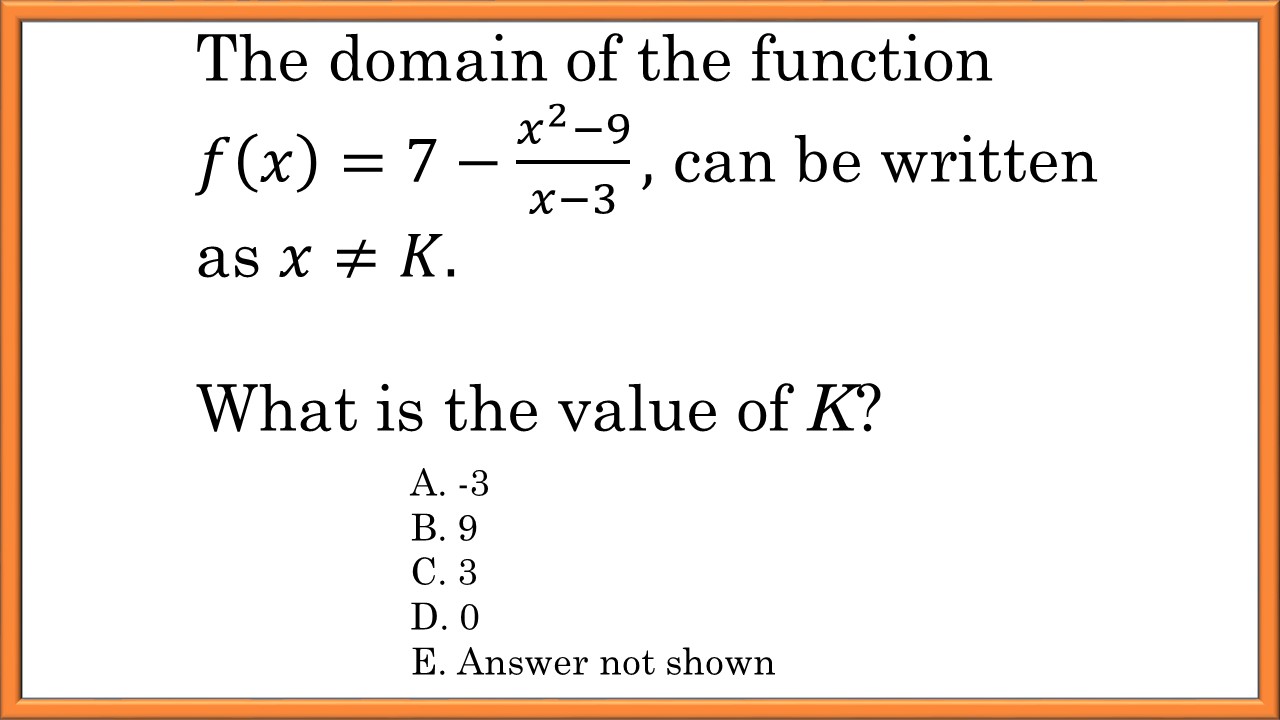 The domain of the function
f(x) = 7 − \frac{x^2−9}{x−3}, can be written
as x ≠ K.
What is the value of K?
A. -3
B. 9
C. 3
D. 0
E. Answer not shown